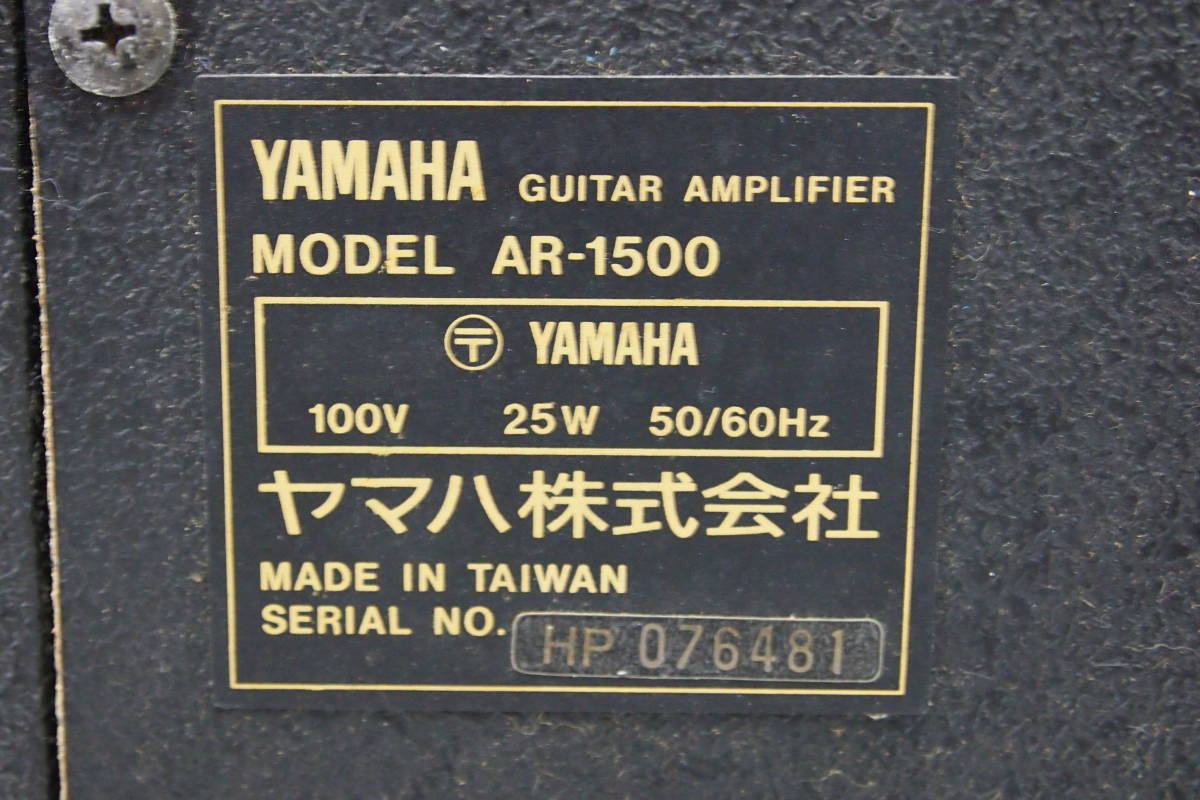 YAMAHA GUITAR AMPLIFIER
MODEL AR-1500
〶 YAMAHA
100V 25W 50/60Hz
ヤマハ株式会社
MADE IN TAIWAN
SERIAL NO. HP 076481